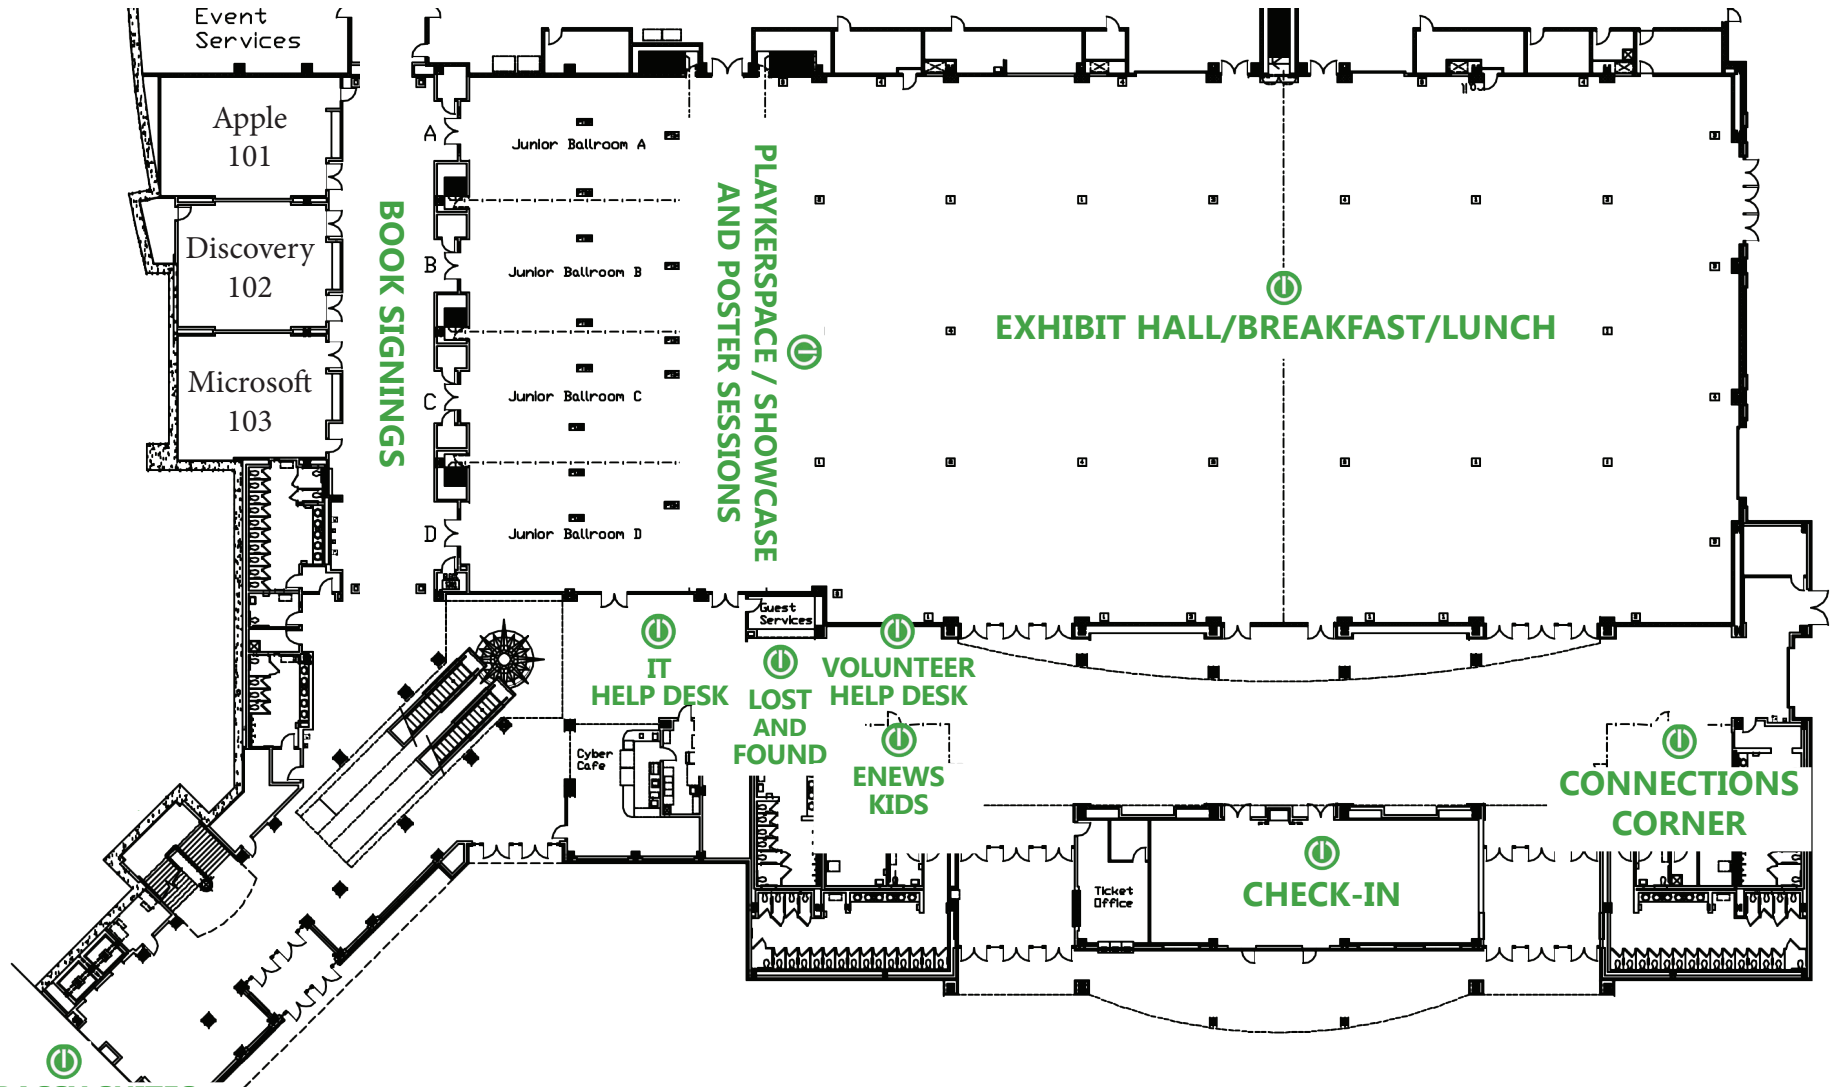 Event
Services
Apple
101
Discovery
102
Microsoft
103
BOOK SIGNINGS
A
B
C
D
Junior Ballroom A
Junior Ballroom B
Junior Ballroom C
Junior Ballroom D
PLAYKERSPACE / SHOWCASE
AND POSTER SESSIONS
EXHIBIT HALL/BREAKFAST/LUNCH
Guest
Services
IT
HELP DESK
LOST
AND
FOUND
VOLUNTEER
HELP DESK
ENEWS
KIDS
Cyber
Cafe
CONNECTIONS
CORNER
Ticket
Office
CHECK-IN